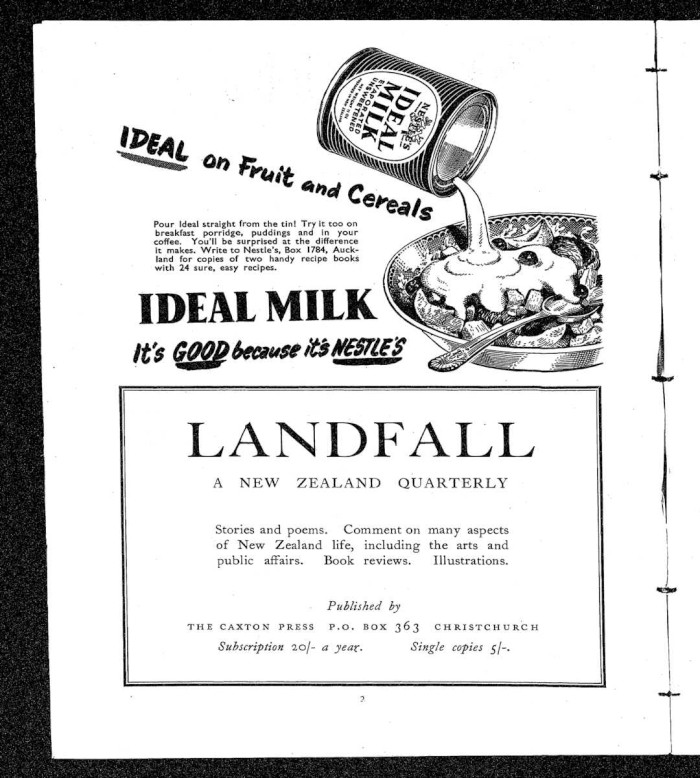 NESTLE'S
IDEAL
MILK
UNSWEETENED
EVAPORATED
IDEAL on Fruit and Cereals
Pour Ideal straight from the tin! Try it too on
breakfast porridge, puddings and in your
coffee. You'll be surprised at the difference
it makes. Write to Nestle's, Box 1784, Auck-
land for copies of two handy recipe books
with 24 sure, easy recipes.
IDEAL MILK
It's GOOD because it's NESTLE'S
LANDFALL
A NEW ZEALAND QUARTERLY
Stories and poems. Comment on many aspects
of New Zealand life, including the arts and
public affairs. Book reviews. Illustrations.
Published by
THE CAXTON PRESS P.O. BOX 363 CHRISTCHURCH
Subscription 20/- a year. Single copies 5/-.
2